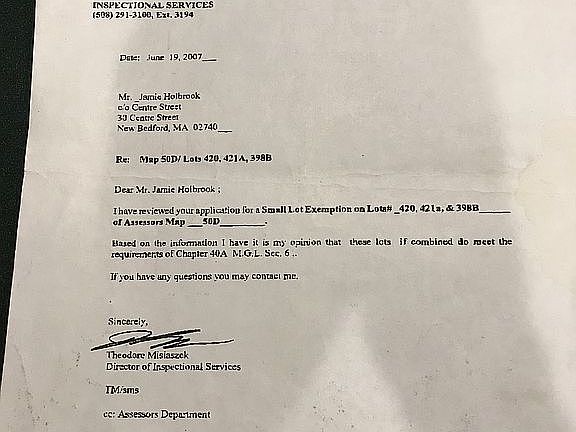 INSPECTIONAL SERVICES
(508) 291-3100, Ext. 3194
Date: June 19, 2007___
Mr. _Jamie Holbrook
c/o Centre Street
30 Centre Street
New Bedford, MA 02740__
Re: Map 50D/ Lots 420, 421A, 398B
Dear Mr. Jamie Holbrook ;
I have reviewed your application for a Small Lot Exemption on Lots# _420, 421a, & 398B_____
of Assessors Map ___50D________.
Based on the information I have it is my opinion that these lots if combined do meet the
requirements of Chapter 40A M.G.L. Sec. 6 ..
If you have any questions you may contact me.
Sincerely,
Theodore Misiaszek
Director of Inspectional Services
TM/sms
cc: Assessors Department